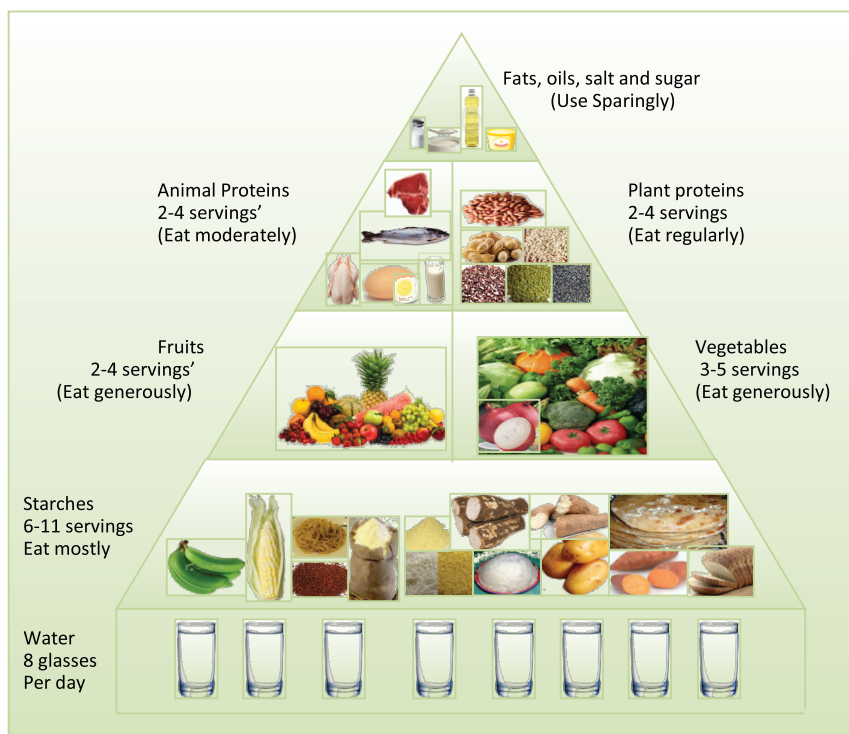 Fats, oils, salt and sugar
(Use Sparingly)
Animal Proteins
2-4 servings’
(Eat moderately)
Plant proteins
2-4 servings
(Eat regularly)
Fruits
2-4 servings’
(Eat generously)
Vegetables
3-5 servings
(Eat generously)
Starches
6-11 servings
Eat mostly
Water
8 glasses
Per day